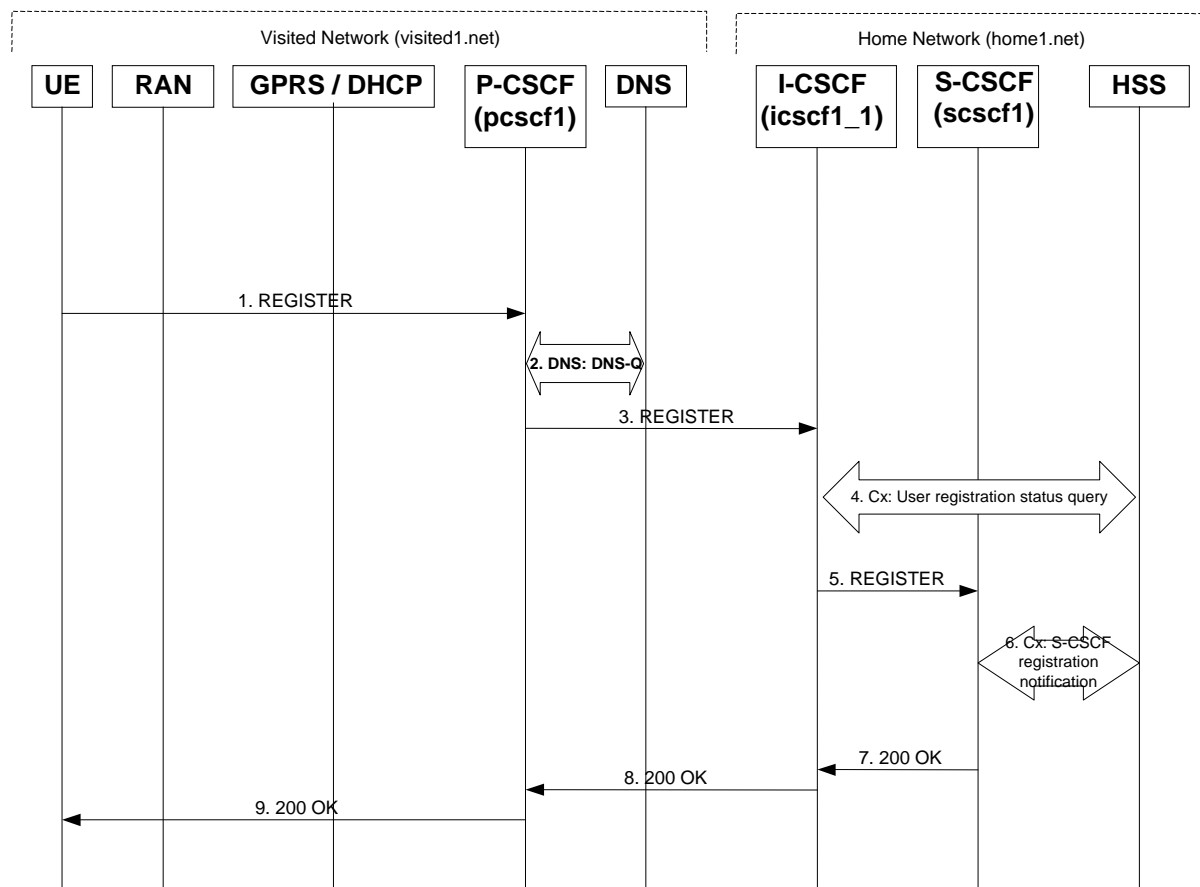 Visited Network (visited1.net)
Home Network (home1.net)
UE
RAN
GPRS / DHCP
P-CSCF
(pcscf1)
DNS
I-CSCF
(icscf1_1)
S-CSCF
(scscf1)
HSS
1. REGISTER
2. DNS: DNS-Q
3. REGISTER
4. Cx: User registration status query
5. REGISTER
6. Cx: S-CSCF
registration
notification
7. 200 OK
8. 200 OK
9. 200 OK